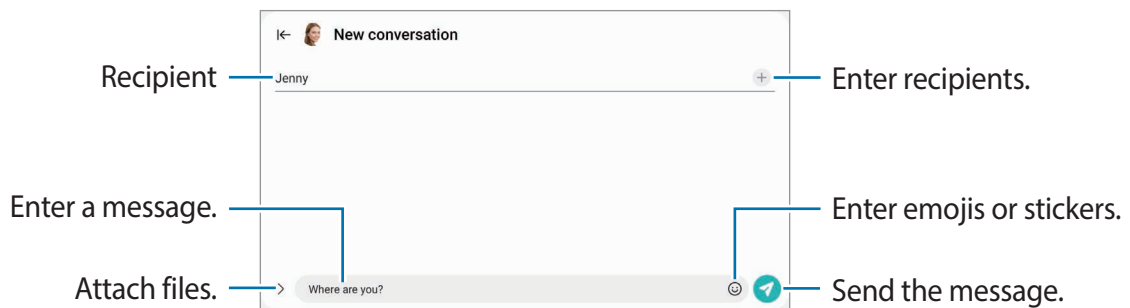 New conversation
Recipient
Jenny
Enter recipients.
Enter a message.
Enter emojis or stickers.
Attach files.
Where are you?
Send the message.